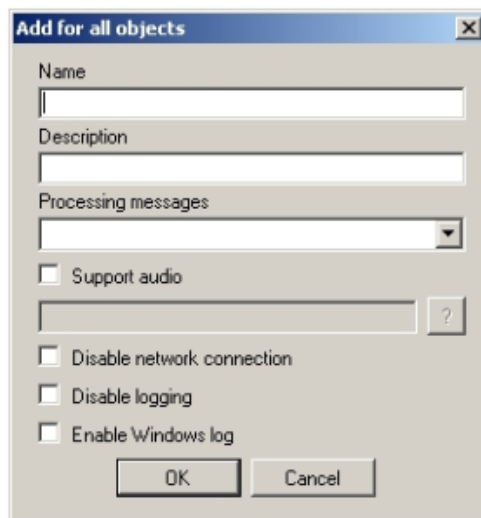 Add for all objects
Name
Description
Processing messages
Support audio
?
Disable network connection
Disable logging
Enable Windows log
OK Cancel